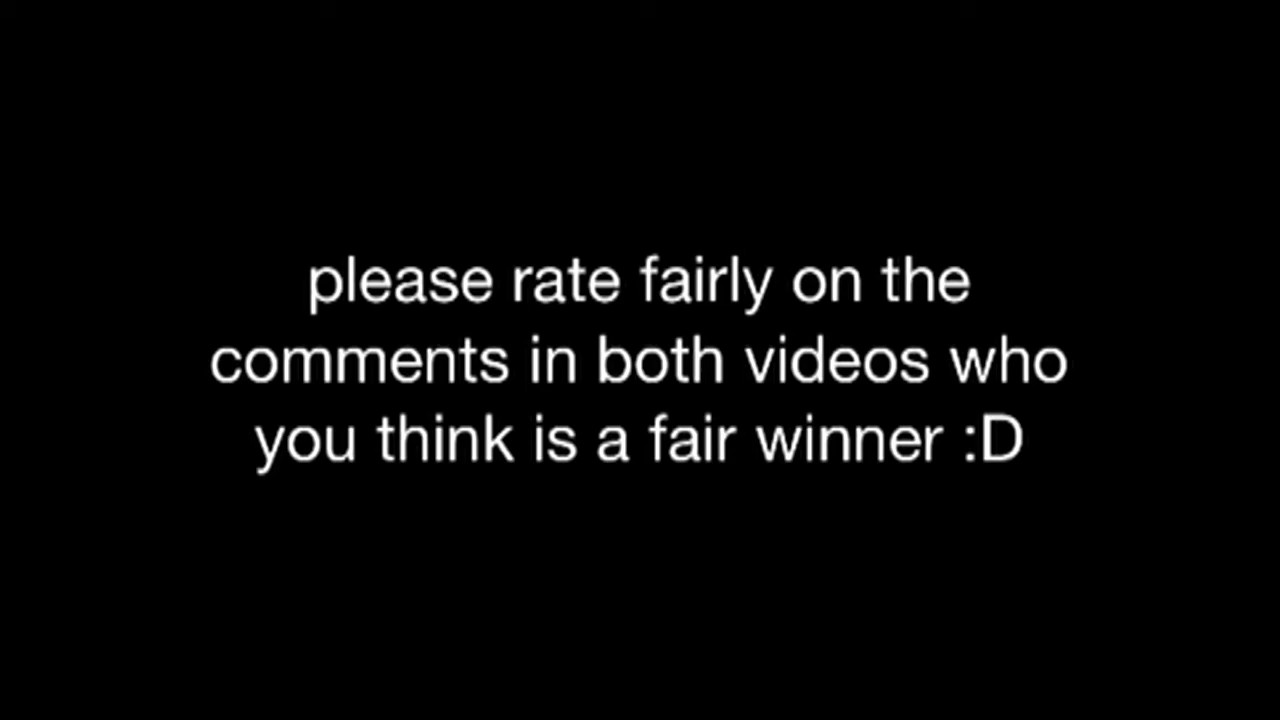 please rate fairly on the
comments in both videos who
you think is a fair winner :D